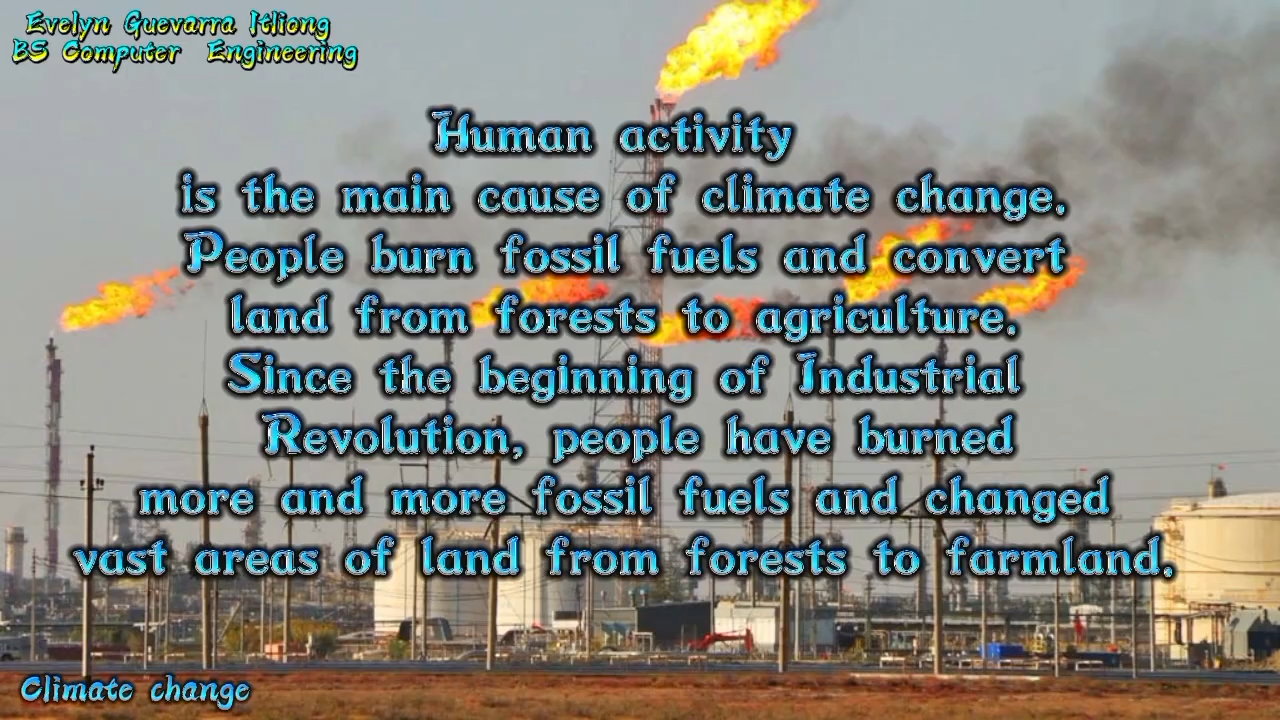 Evelyn Guevarra Itliong
BS Computer Engineering
Human activity
is the main cause of climate change.
People burn fossil fuels and convert
land from forests to agriculture.
Since the beginning of Industrial
Revolution, people have burned
more and more fossil fuels and changed
vast areas of land from forests to farmland.
Climate change